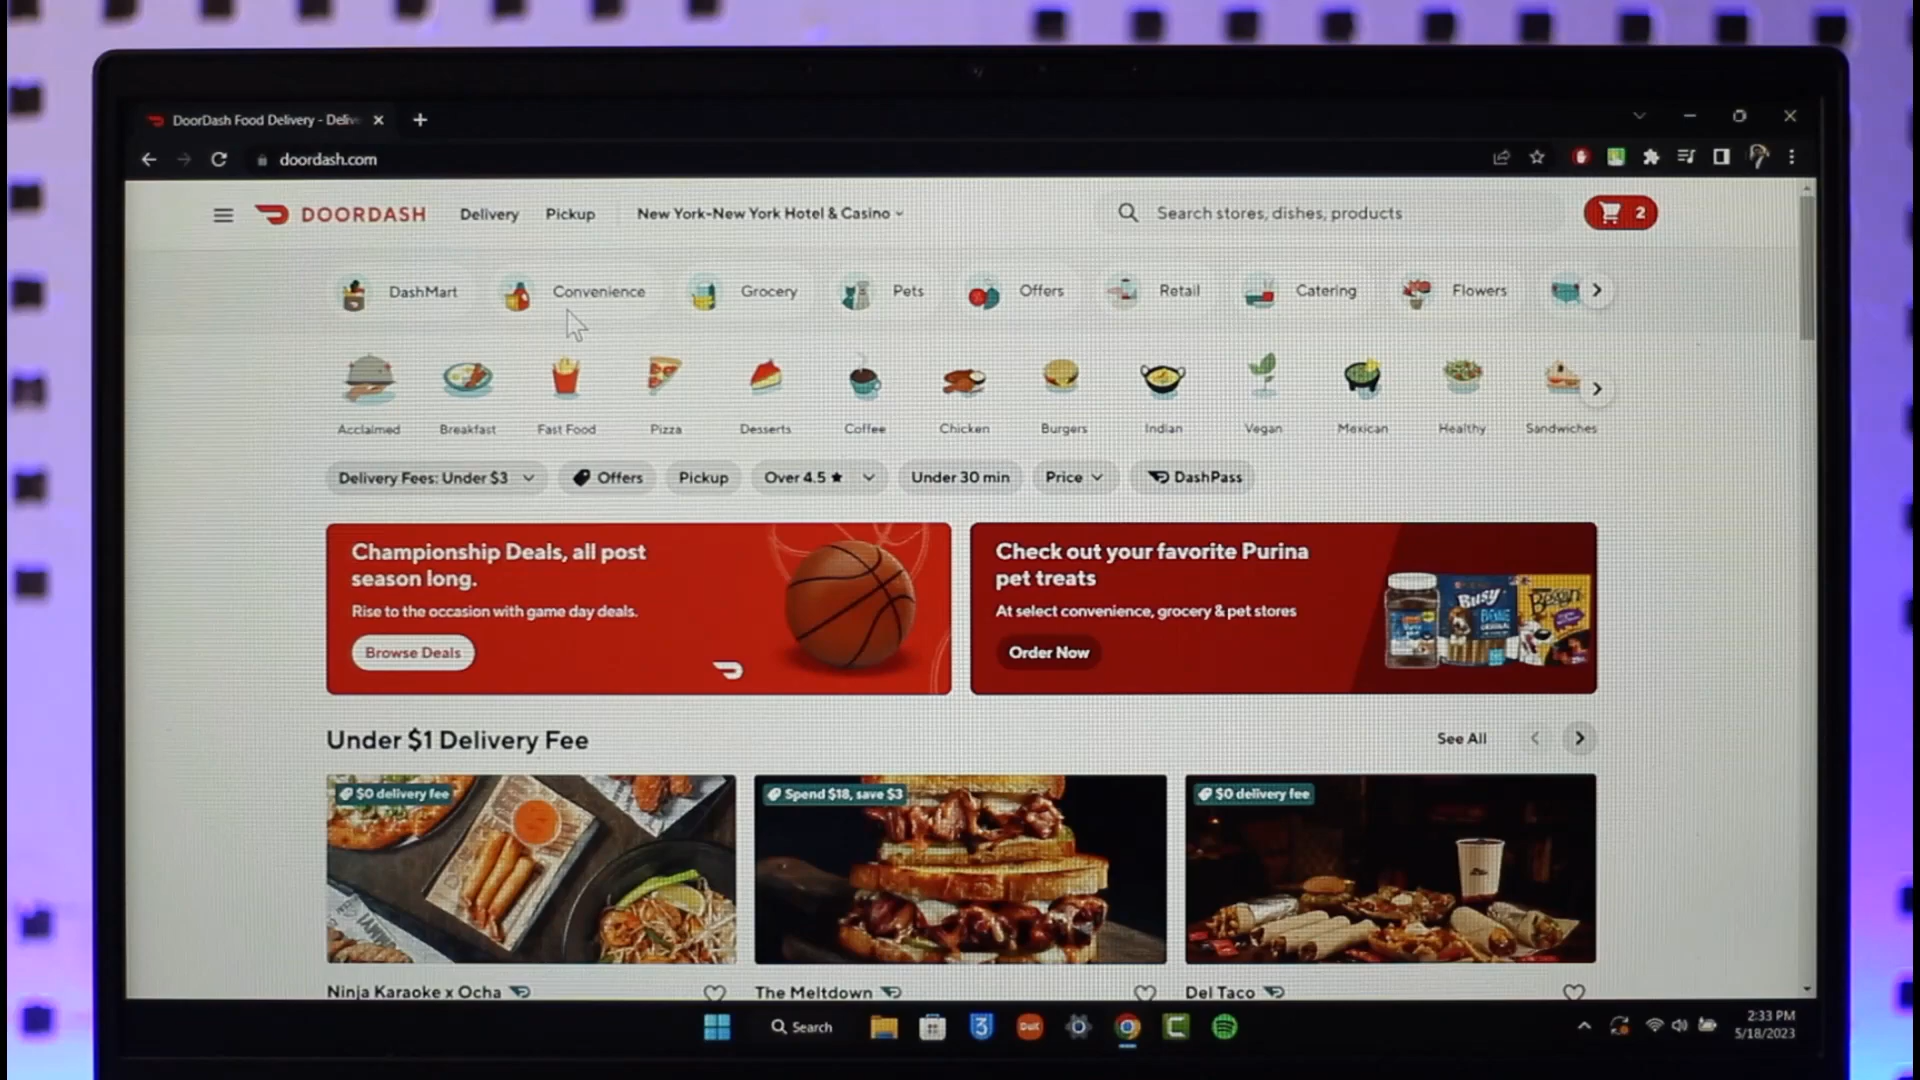 DoorDash Food Delivery - Deliv
doordash.com
DOORDASH Delivery Pickup New York-New York Hotel & Casino Search stores, dishes, products 2
DashMart Convenience Grocery Pets Offers Retail Catering Flowers
Acclaimed Breakfast Fast Food Pizza Desserts Coffee Chicken Burgers Indian Vegan Mexican Healthy Sandwiches
Delivery Fees: Under $3 Offers Pickup Over 4.5 ★ Under 30 min Price DashPass
Championship Deals, all post
season long.
Rise to the occasion with game day deals.
Browse Deals
Check out your favorite Purina
pet treats
At select convenience, grocery & pet stores
Order Now
Busy
BONE
ORIGINAL
Beggin'
Under $1 Delivery Fee See All
$0 delivery fee
Spend $18, save $3
$0 delivery fee
Ninja Karaoke x Ocha
The Meltdown
Del Taco
Search
2:33 PM
5/18/2023